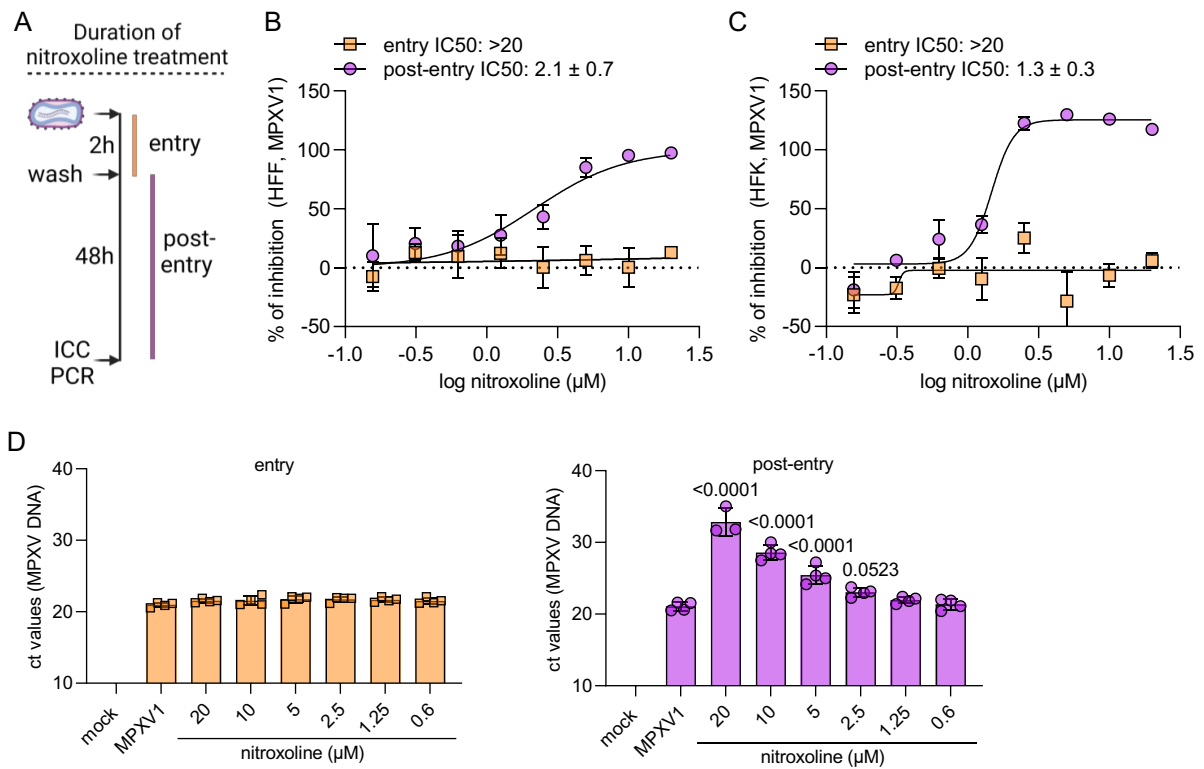 A
Duration of
nitroxoline treatment
2h
entry
wash
48h
post-
entry
ICC
PCR
B
entry IC50: >20
post-entry IC50: 2.1 ± 0.7
% of inhibition (HFF, MPXV1)
150
100
50
0
-50
-1.0
-0.5
0.0
0.5
1.0
1.5
log nitroxoline (µM)
C
entry IC50: >20
post-entry IC50: 1.3 ± 0.3
% of inhibition (HFK, MPXV1)
150
100
50
0
-50
-1.0
-0.5
0.0
0.5
1.0
1.5
log nitroxoline (µM)
D
entry
ct values (MPXV DNA)
40
30
20
10
mock
MPXV1
20
10
5
2.5
1.25
0.6
nitroxoline (µM)
post-entry
ct values (MPXV DNA)
40
30
20
10
<0.0001
<0.0001
<0.0001
0.0523
mock
MPXV1
20
10
5
2.5
1.25
0.6
nitroxoline (µM)